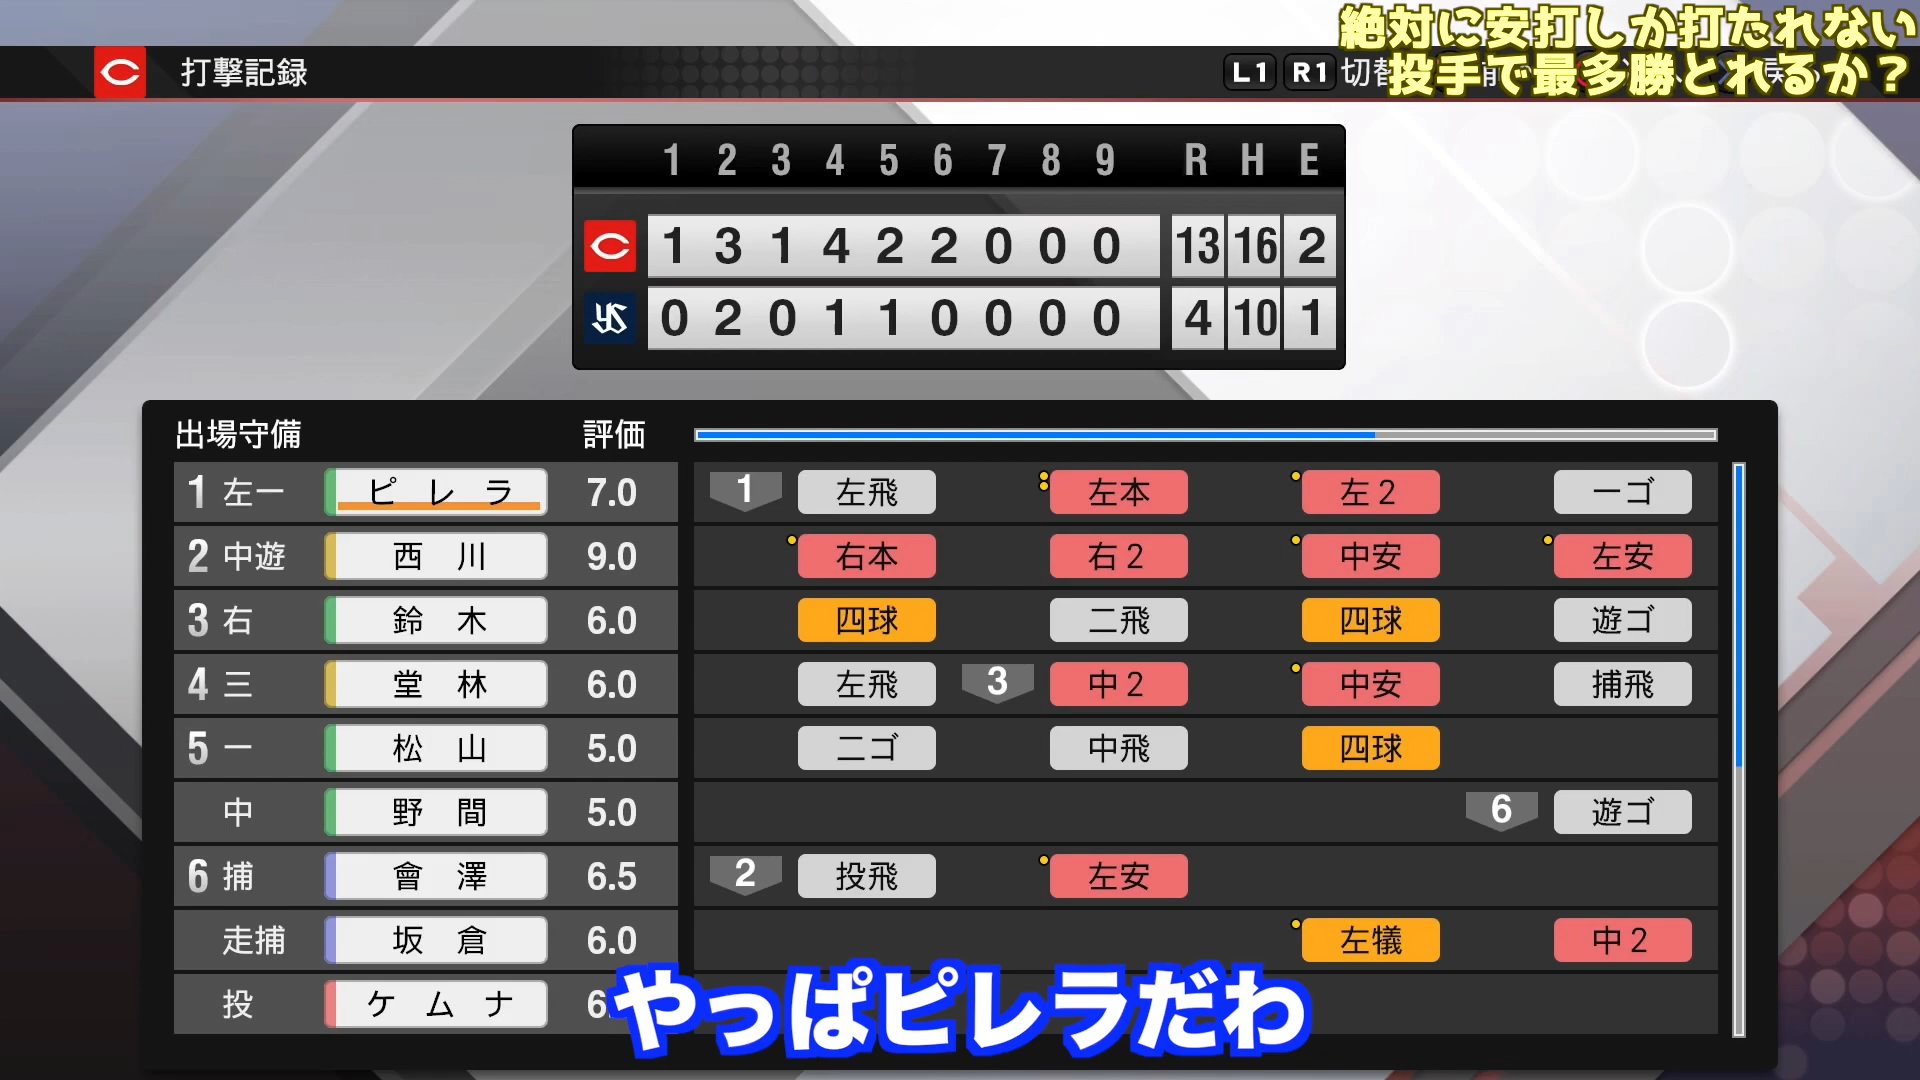 絶対に安打しか打たれない
投手で最多勝とれるか？
打撃記録
L1 R1 切替
1 2 3 4 5 6 7 8 9 R H E
C 1 3 1 4 2 2 0 0 0 13 16 2
YS 0 2 0 1 1 0 0 0 0 4 10 1
出場守備 評価
1 左一 ピレラ 7.0 1 左飛 左本 左2 一ゴ
2 中遊 西川 9.0 右本 右2 中安 左安
3 右 鈴木 6.0 四球 二飛 四球 遊ゴ
4 三 堂林 6.0 左飛 3 中2 中安 捕飛
5 一 松山 5.0 二ゴ 中飛 四球
中 野間 5.0 6 遊ゴ
6 捕 會澤 6.5 2 投飛 左安
走捕 坂倉 6.0 左犠 中2
投 ケムナ 6
やっぱピレラだわ